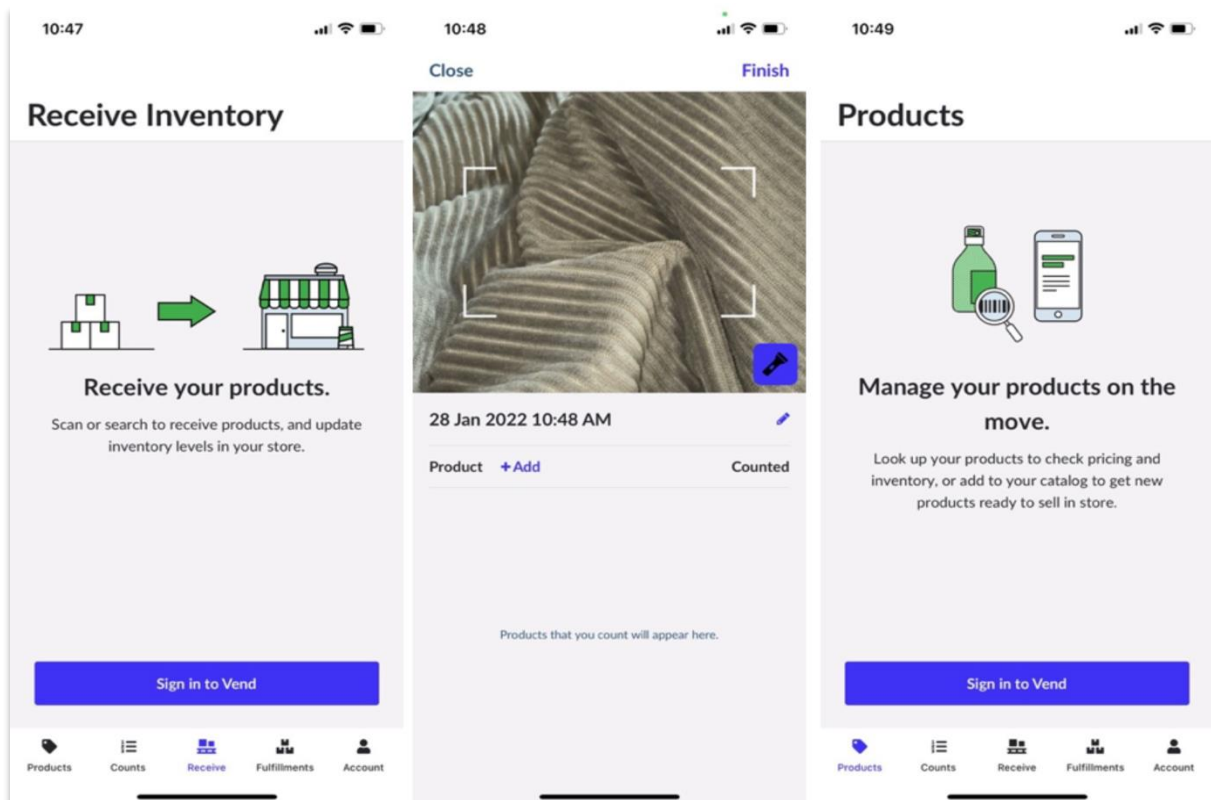 10:47
Receive Inventory
Receive your products.
Scan or search to receive products, and update
inventory levels in your store.
Sign in to Vend
Products Counts Receive Fulfillments Account
10:48
Close Finish
28 Jan 2022 10:48 AM
Product +Add Counted
Products that you count will appear here.
10:49
Products
Manage your products on the
move.
Look up your products to check pricing and
inventory, or add to your catalog to get new
products ready to sell in store.
Sign in to Vend
Products Counts Receive Fulfillments Account